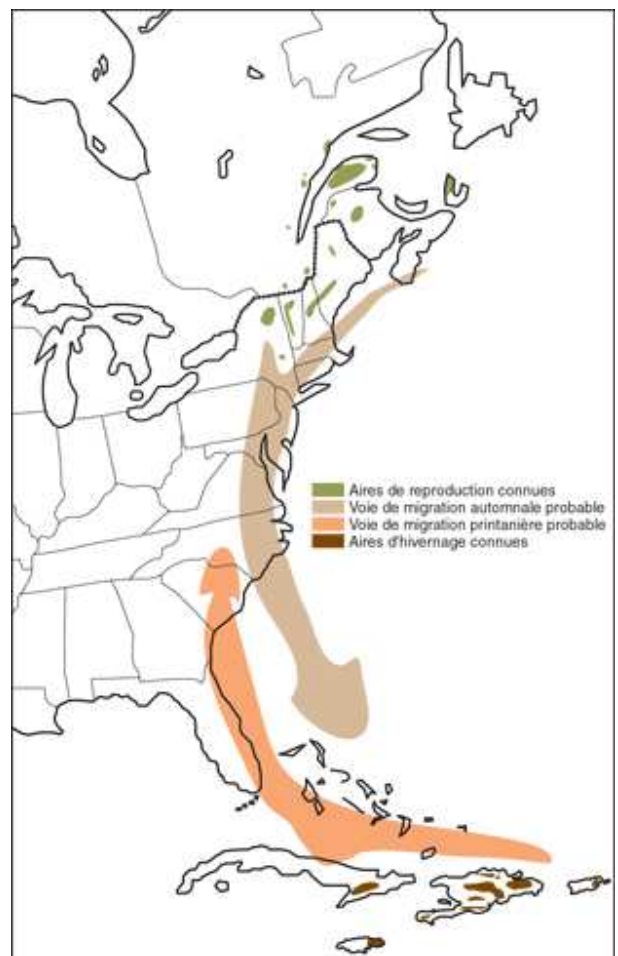 Aires de reproduction connues
Voie de migration automnale probable
Voie de migration printanière probable
Aires d'hivernage connues